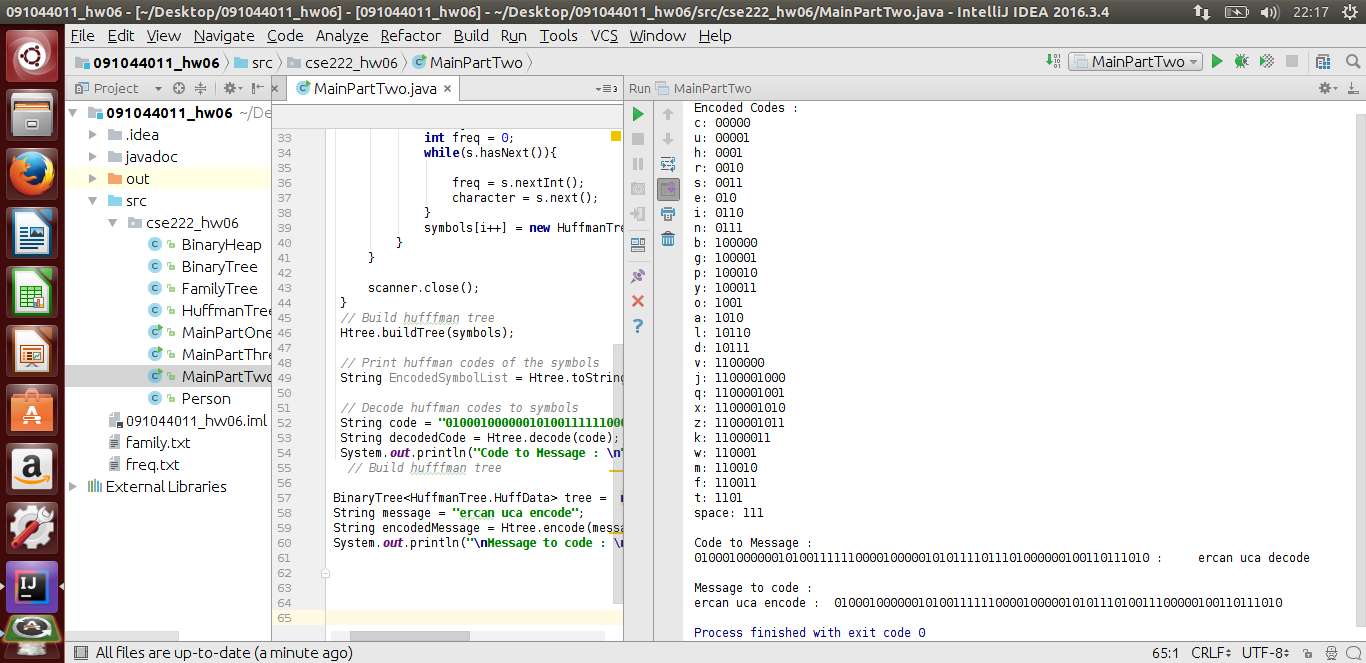 091044011_hw06 - [~/Desktop/091044011_hw06] - [091044011_hw06] - ~/Desktop/091044011_hw06/src/cse222_hw06/MainPartTwo.java - IntelliJ IDEA 2016.3.4
22:17
File Edit View Navigate Code Analyze Refactor Build Run Tools VCS Window Help
091044011_hw06 src cse222_hw06 MainPartTwo
MainPartTwo
Project
MainPartTwo.java
Run MainPartTwo
091044011_hw06 ~/De
.idea
javadoc
out
src
cse222_hw06
BinaryHeap
BinaryTree
FamilyTree
HuffmanTree
MainPartOne
MainPartThre
MainPartTwo
Person
091044011_hw06.iml
family.txt
freq.txt
External Libraries
33 int freq = 0;
34 while(s.hasNext()){
35
36 freq = s.nextInt();
37 character = s.next();
38 }
39 symbols[i++] = new HuffmanTre
40 }
41 }
42
43 scanner.close();
44 }
45 // Build hufffman tree
46 Htree.buildTree(symbols);
47
48 // Print huffman codes of the symbols
49 String EncodedSymbolList = Htree.toString
50
51 // Decode huffman codes to symbols
52 String code = "01000100000010100111111000
53 String decodedCode = Htree.decode(code);
54 System.out.println("Code to Message : \n"
55 // Build hufffman tree
56
57 BinaryTree<HuffmanTree.HuffData> tree = n
58 String message = "ercan uca encode";
59 String encodedMessage = Htree.encode(messa
60 System.out.println("\nMessage to code : \n
61
62
63
64
65
Encoded Codes :
c: 00000
u: 00001
h: 0001
r: 0010
s: 0011
e: 010
i: 0110
n: 0111
b: 100000
g: 100001
p: 100010
y: 100011
o: 1001
a: 1010
l: 10110
d: 10111
v: 1100000
j: 1100001000
q: 1100001001
x: 1100001010
z: 1100001011
k: 11000011
w: 110001
m: 110010
f: 110011
t: 1101
space: 111
Code to Message :
01000100000010100111111000010000010101111011101000000100110111010 : ercan uca decode
Message to code :
ercan uca encode : 0100010000001010011111100001000001010111010011100000100110111010
Process finished with exit code 0
All files are up-to-date (a minute ago)
65:1 CRLF UTF-8